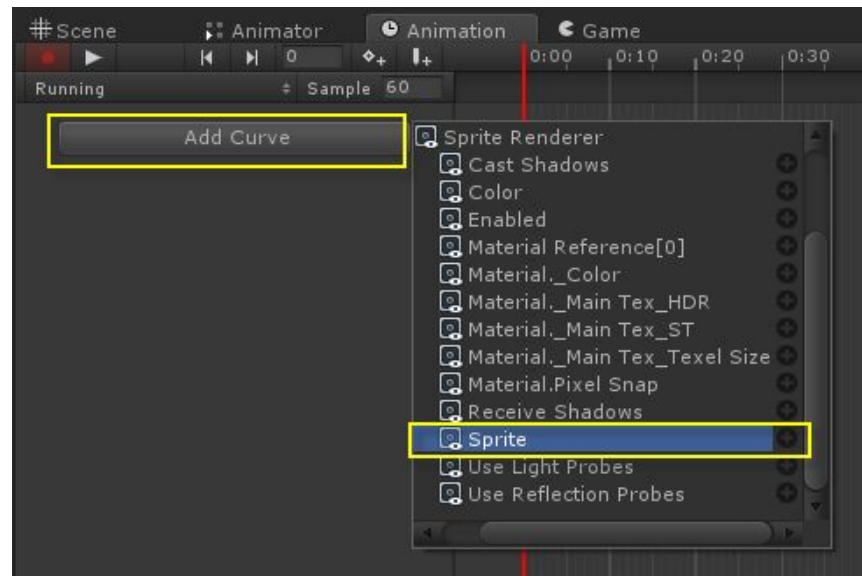 Scene Animator Animation Game
0 0:00 0:10 0:20 0:30
Running Sample 60
Add Curve
Sprite Renderer
Cast Shadows
Color
Enabled
Material Reference[0]
Material._Color
Material._Main Tex_HDR
Material._Main Tex_ST
Material._Main Tex_Texel Size
Material.Pixel Snap
Receive Shadows
Sprite
Use Light Probes
Use Reflection Probes